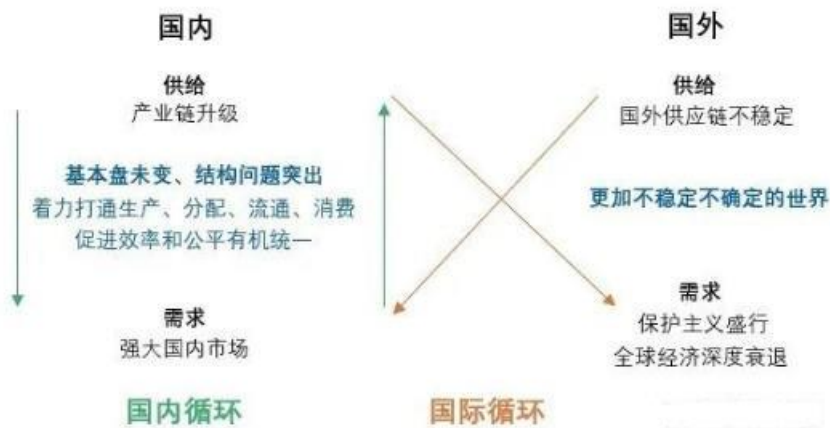 国内
国外
供给
产业链升级
供给
国外供应链不稳定
基本盘未变、结构问题突出
着力打通生产、分配、流通、消费
促进效率和公平有机统一
更加不稳定不确定的世界
需求
强大国内市场
需求
保护主义盛行
全球经济深度衰退
国内循环
国际循环